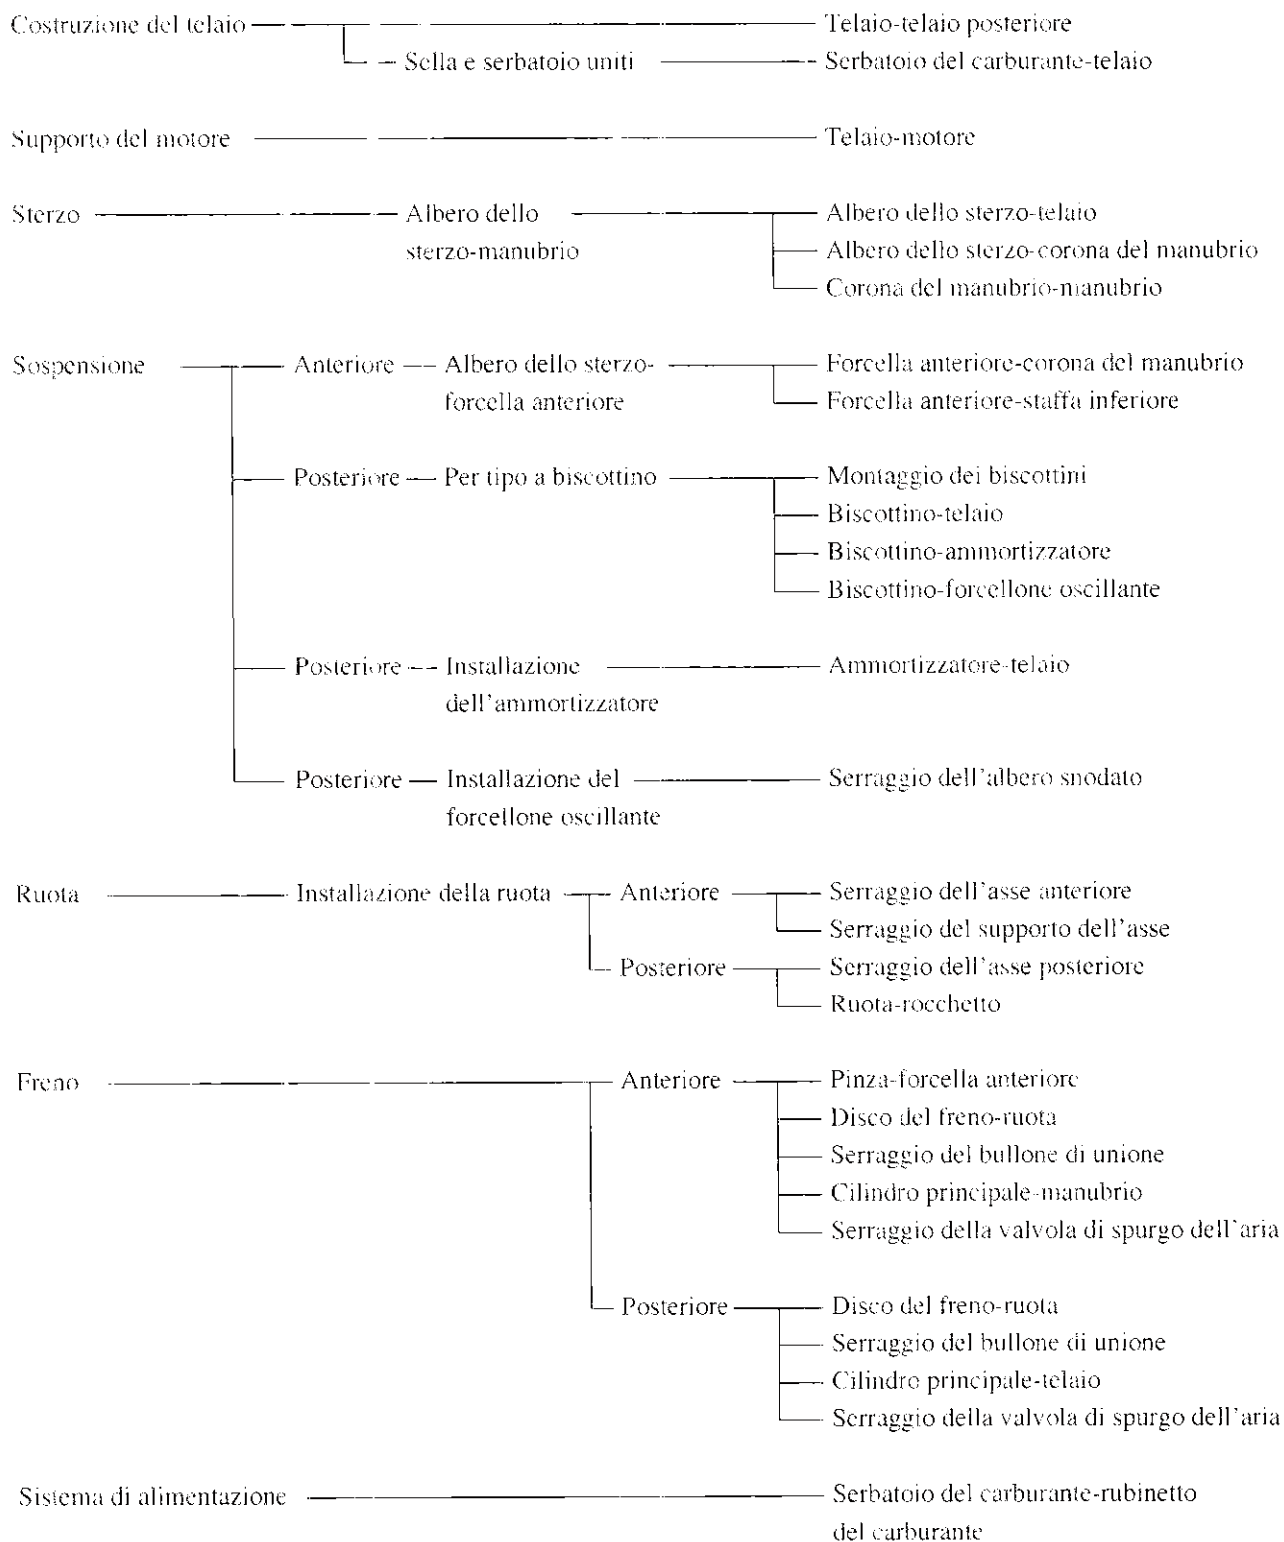 Costruzione del telaio Telaio-telaio posteriore
Sella e serbatoio uniti Serbatoio del carburante-telaio
Supporto del motore Telaio-motore
Sterzo Albero dello Albero dello sterzo-telaio
sterzo-manubrio Albero dello sterzo-corona del manubrio
Corona del manubrio-manubrio
Sospensione Anteriore Albero dello sterzo- Forcella anteriore-corona del manubrio
forcella anteriore Forcella anteriore-staffa inferiore
Posteriore Per tipo a biscottino Montaggio dei biscottini
Biscottino-telaio
Biscottino-ammortizzatore
Biscottino-forcellone oscillante
Posteriore Installazione Ammortizzatore-telaio
dell'ammortizzatore
Posteriore Installazione del Serraggio dell'albero snodato
forcellone oscillante
Ruota Installazione della ruota Anteriore Serraggio dell'asse anteriore
Serraggio del supporto dell'asse
Posteriore Serraggio dell'asse posteriore
Ruota-rocchetto
Freno Anteriore Pinza-forcella anteriore
Disco del freno-ruota
Serraggio del bullone di unione
Cilindro principale-manubrio
Serraggio della valvola di spurgo dell'aria
Posteriore Disco del freno-ruota
Serraggio del bullone di unione
Cilindro principale-telaio
Serraggio della valvola di spurgo dell'aria
Sistema di alimentazione Serbatoio del carburante-rubinetto
del carburante